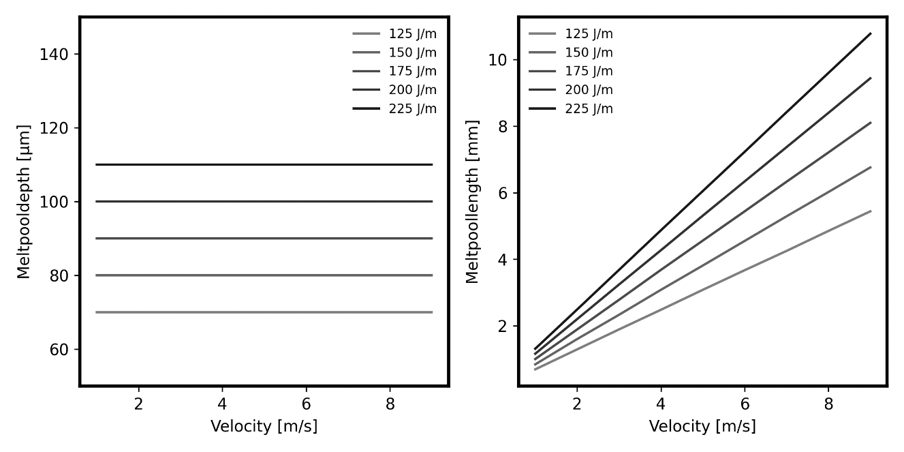 Meltpooldepth [µm]
140
120
100
80
60
125 J/m
150 J/m
175 J/m
200 J/m
225 J/m
2
4
6
8
Velocity [m/s]
Meltpoollength [mm]
10
8
6
4
2
125 J/m
150 J/m
175 J/m
200 J/m
225 J/m
2
4
6
8
Velocity [m/s]